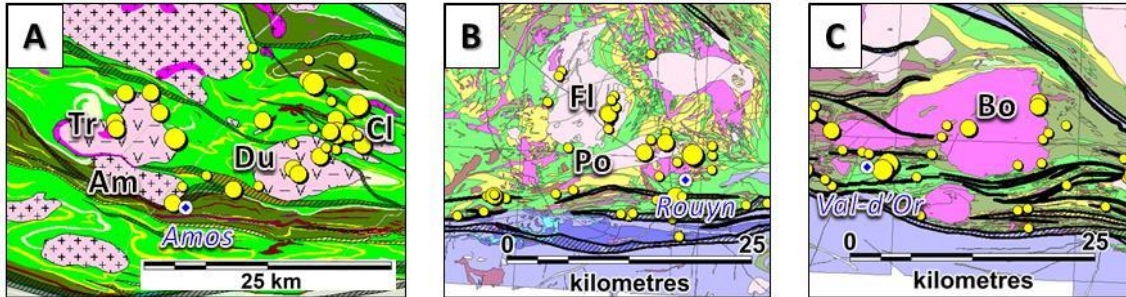 A
Tr
Cl
Du
Am
Amos
25 km
B
Fl
Po
Rouyn
0
25
kilometres
C
Bo
Val-d'Or
0
25
kilometres